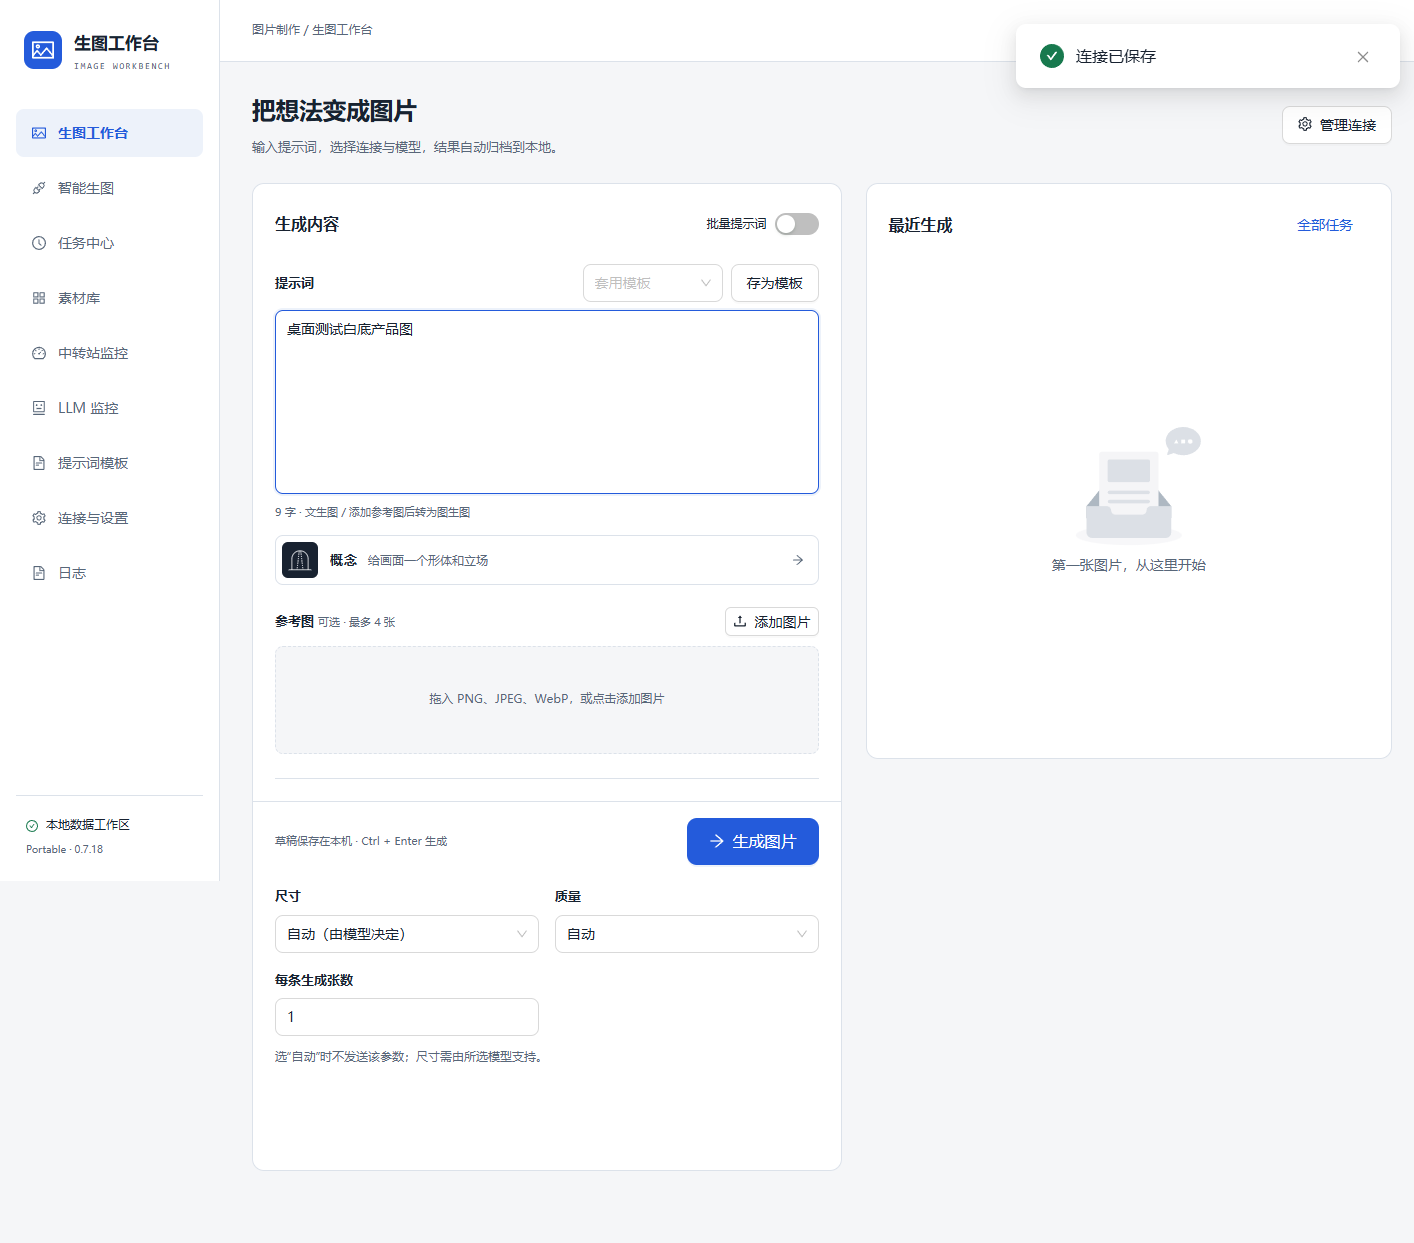 生图工作台
IMAGE WORKBENCH
生图工作台
智能生图
任务中心
素材库
中转站监控
LLM 监控
提示词模板
连接与设置
日志
本地数据工作区
Portable · 0.7.18
图片制作 / 生图工作台
连接已保存
把想法变成图片
输入提示词，选择连接与模型，结果自动归档到本地。
管理连接
生成内容
批量提示词
提示词
套用模板
存为模板
桌面测试白底产品图
9 字 · 文生图 / 添加参考图后转为图生图
概念 给画面一个形体和立场
参考图 可选 · 最多 4 张
添加图片
拖入 PNG、JPEG、WebP，或点击添加图片
草稿保存在本机 · Ctrl + Enter 生成
生成图片
尺寸
质量
自动（由模型决定）
自动
每条生成张数
1
选“自动”时不发送该参数；尺寸需由所选模型支持。
最近生成
全部任务
第一张图片，从这里开始